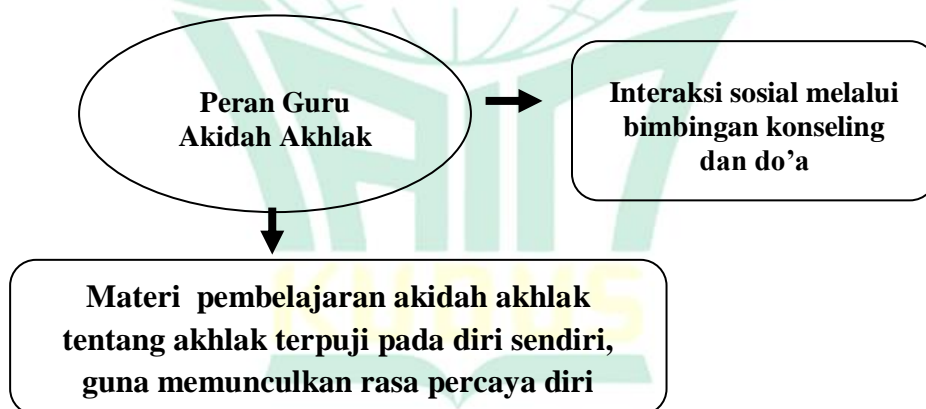 Peran Guru
Akidah Akhlak
Interaksi sosial melalui
bimbingan konseling
dan do’a
Materi  pembelajaran akidah akhlak
tentang akhlak terpuji pada diri sendiri,
guna memunculkan rasa percaya diri
KUDUS